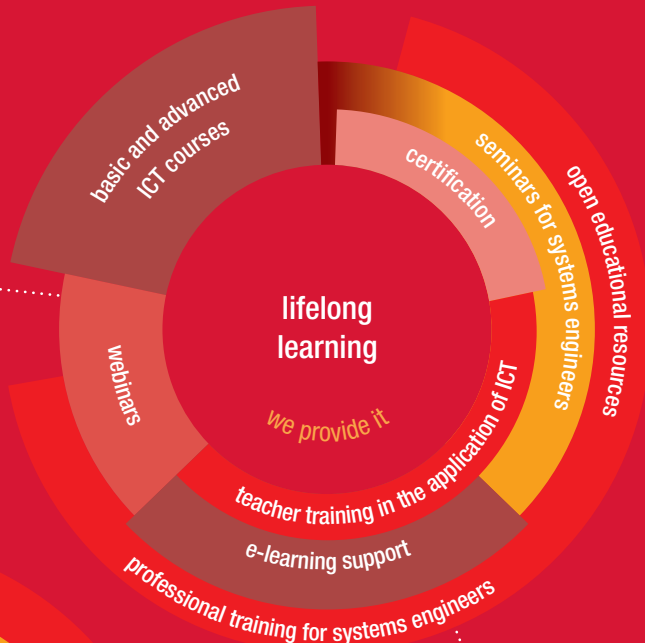 basic and advanced
ICT courses
certification
seminars for systems engineers
open educational resources
lifelong
learning
we provide it
webinars
teacher training in the application of ICT
e-learning support
professional training for systems engineers